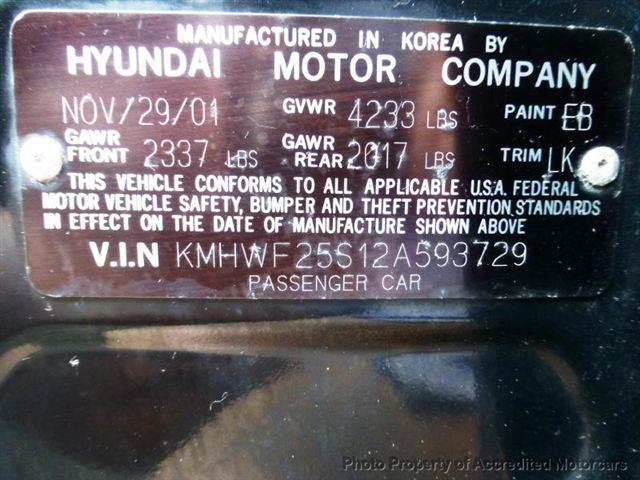 MANUFACTURED IN KOREA BY
HYUNDAI MOTOR COMPANY
NOV/29/01 GVWR 4233 LBS PAINT EB
GAWR FRONT 2337 LBS GAWR REAR 2017 LBS TRIM LK
THIS VEHICLE CONFORMS TO ALL APPLICABLE U.S.A. FEDERAL
MOTOR VEHICLE SAFETY, BUMPER AND THEFT PREVENTION STANDARDS
IN EFFECT ON THE DATE OF MANUFACTURE SHOWN ABOVE
V.I.N KMHWF25S12A593729
PASSENGER CAR
Photo Property of Accredited Motorcars